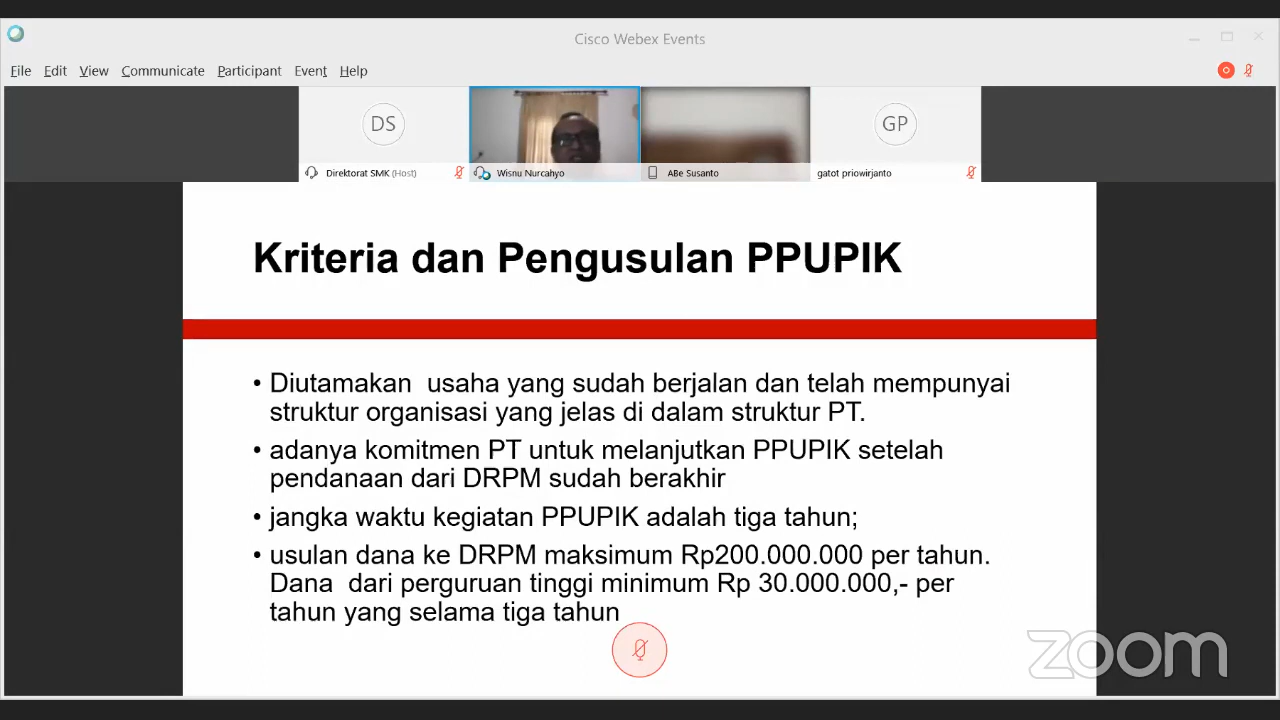 Cisco Webex Events
File Edit View Communicate Participant Event Help
DS
GP
Direktorat SMK (Host)
Wisnu Nurcahyo
ABe Susanto
gatot priowirjanto
Kriteria dan Pengusulan PPUPIK
• Diutamakan  usaha yang sudah berjalan dan telah mempunyai
struktur organisasi yang jelas di dalam struktur PT.
• adanya komitmen PT untuk melanjutkan PPUPIK setelah
pendanaan dari DRPM sudah berakhir
• jangka waktu kegiatan PPUPIK adalah tiga tahun;
• usulan dana ke DRPM maksimum Rp200.000.000 per tahun.
Dana  dari perguruan tinggi minimum Rp 30.000.000,- per
tahun yang selama tiga tahun
zoom